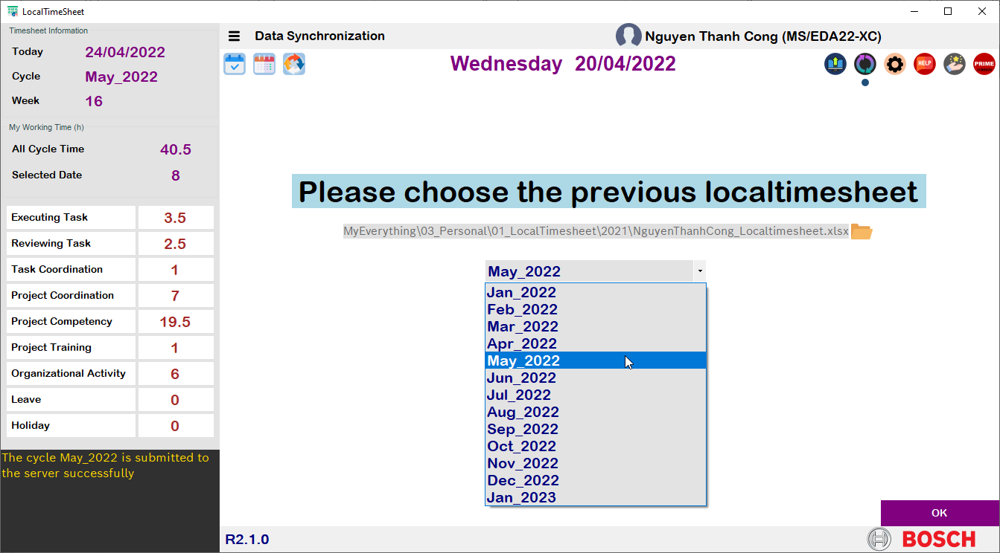 LocalTimeSheet
Timesheet Information
Today 24/04/2022
Cycle May_2022
Week 16
My Working Time (h)
All Cycle Time 40.5
Selected Date 8
Executing Task 3.5
Reviewing Task 2.5
Task Coordination 1
Project Coordination 7
Project Competency 19.5
Project Training 1
Organizational Activity 6
Leave 0
Holiday 0
The cycle May_2022 is submitted to
the server successfully
Data Synchronization
Nguyen Thanh Cong (MS/EDA22-XC)
Wednesday 20/04/2022
HELP
PRIME
Please choose the previous localtimesheet
MyEverything\03_Personal\01_LocalTimesheet\2021\NguyenThanhCong_Localtimesheet.xlsx
May_2022
Jan_2022
Feb_2022
Mar_2022
Apr_2022
May_2022
Jun_2022
Jul_2022
Aug_2022
Sep_2022
Oct_2022
Nov_2022
Dec_2022
Jan_2023
OK
R2.1.0
BOSCH